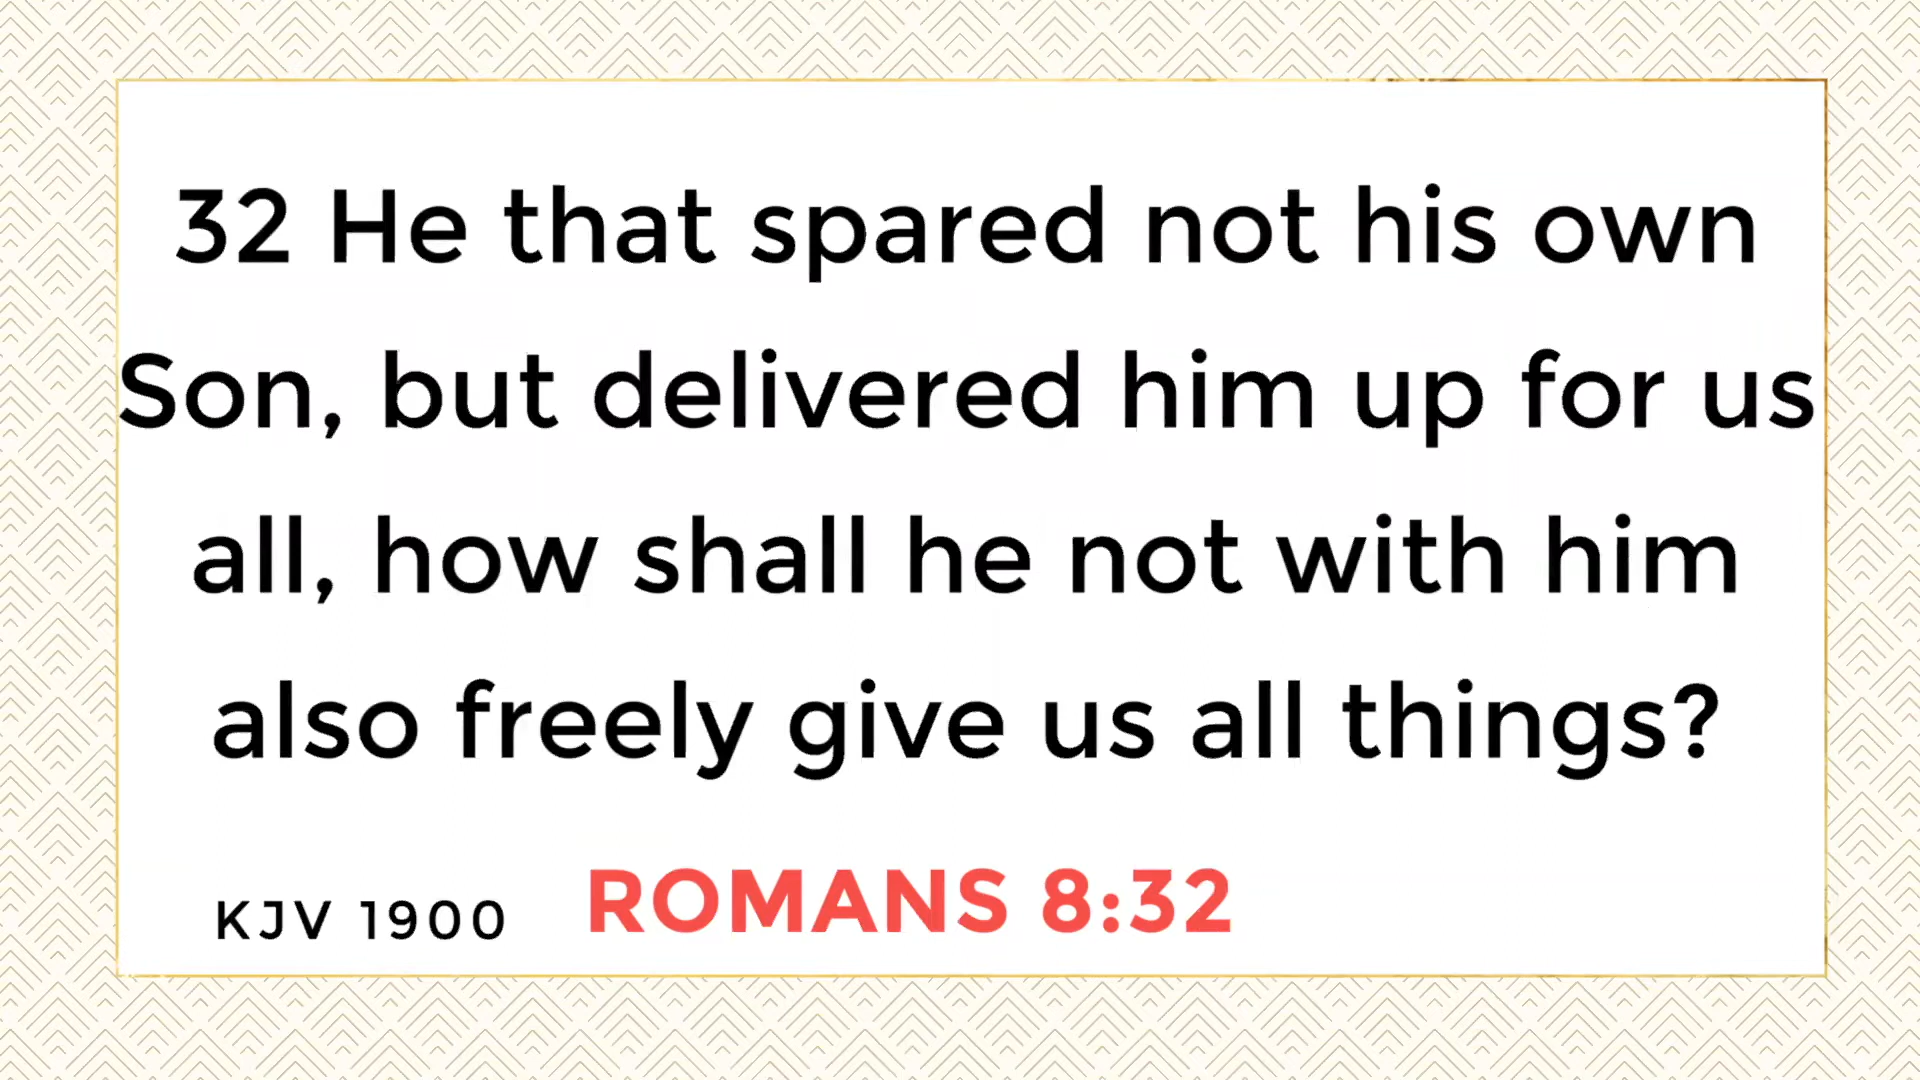 32 He that spared not his own
Son, but delivered him up for us
all, how shall he not with him
also freely give us all things?
KJV 1900 ROMANS 8:32